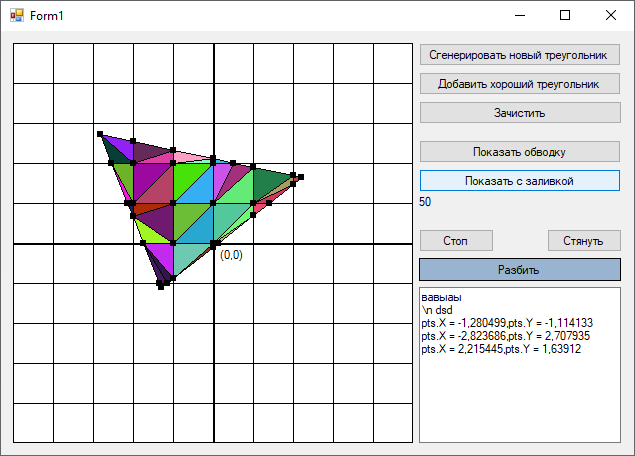 Form1
Сгенерировать новый треугольник
Добавить хороший треугольник
Зачистить
Показать обводку
Показать с заливкой
50
Стоп
Стянуть
(0,0)
Разбить
вавыаы
\n dsd
pts.X = -1,280499,pts.Y = -1,114133
pts.X = -2,823686,pts.Y = 2,707935
pts.X = 2,215445,pts.Y = 1,63912